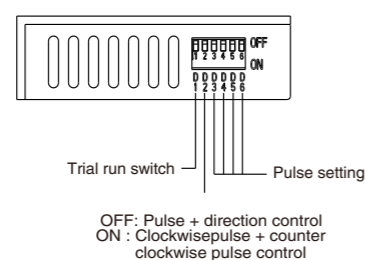 OFF
1 2 3 4 5 6
ON
D D D D D D
1 2 3 4 5 6
Trial run switch
Pulse setting
OFF: Pulse + direction control
ON : Clockwisepulse + counter
clockwise pulse control